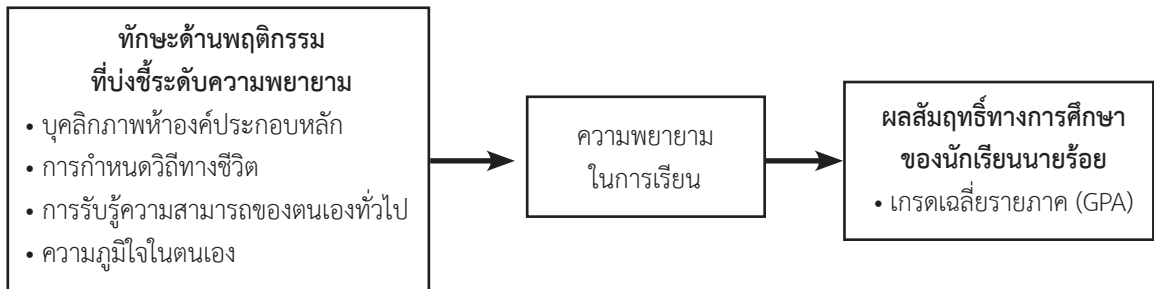 ทักษะด้านพฤติกรรม
ที่บ่งชี้ระดับความพยายาม
• บุคลิกภาพห้าองค์ประกอบหลัก
• การกำหนดวิถีทางชีวิต
• การรับรู้ความสามารถของตนเองทั่วไป
• ความภูมิใจในตนเอง
ความพยายาม
ในการเรียน
ผลสัมฤทธิ์ทางการศึกษา
ของนักเรียนนายร้อย
• เกรดเฉลี่ยรายภาค (GPA)